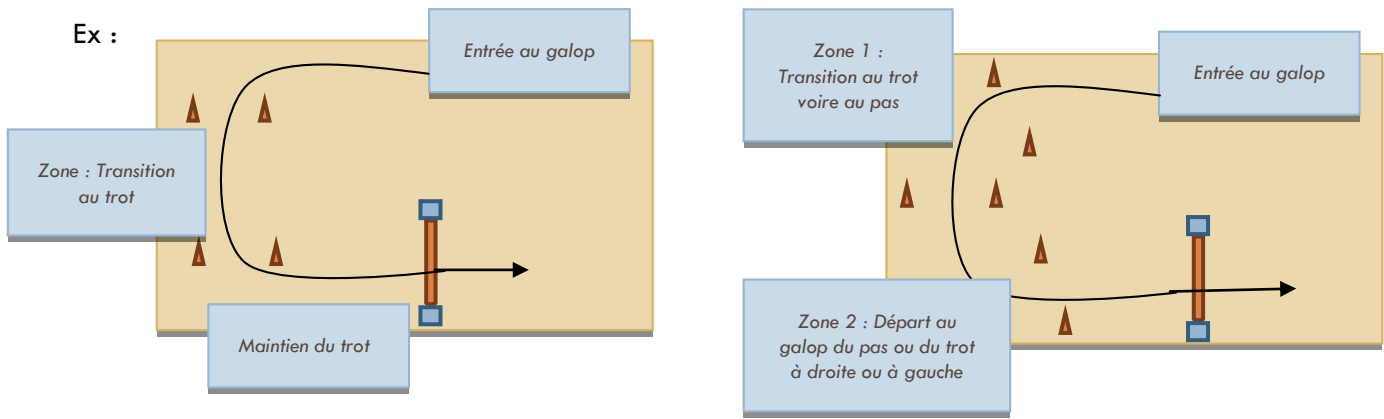 Ex :
Entrée au galop
Zone : Transition
au trot
Maintien du trot
Zone 1 :
Transition au trot
voire au pas
Entrée au galop
Zone 2 : Départ au
galop du pas ou du trot
à droite ou à gauche